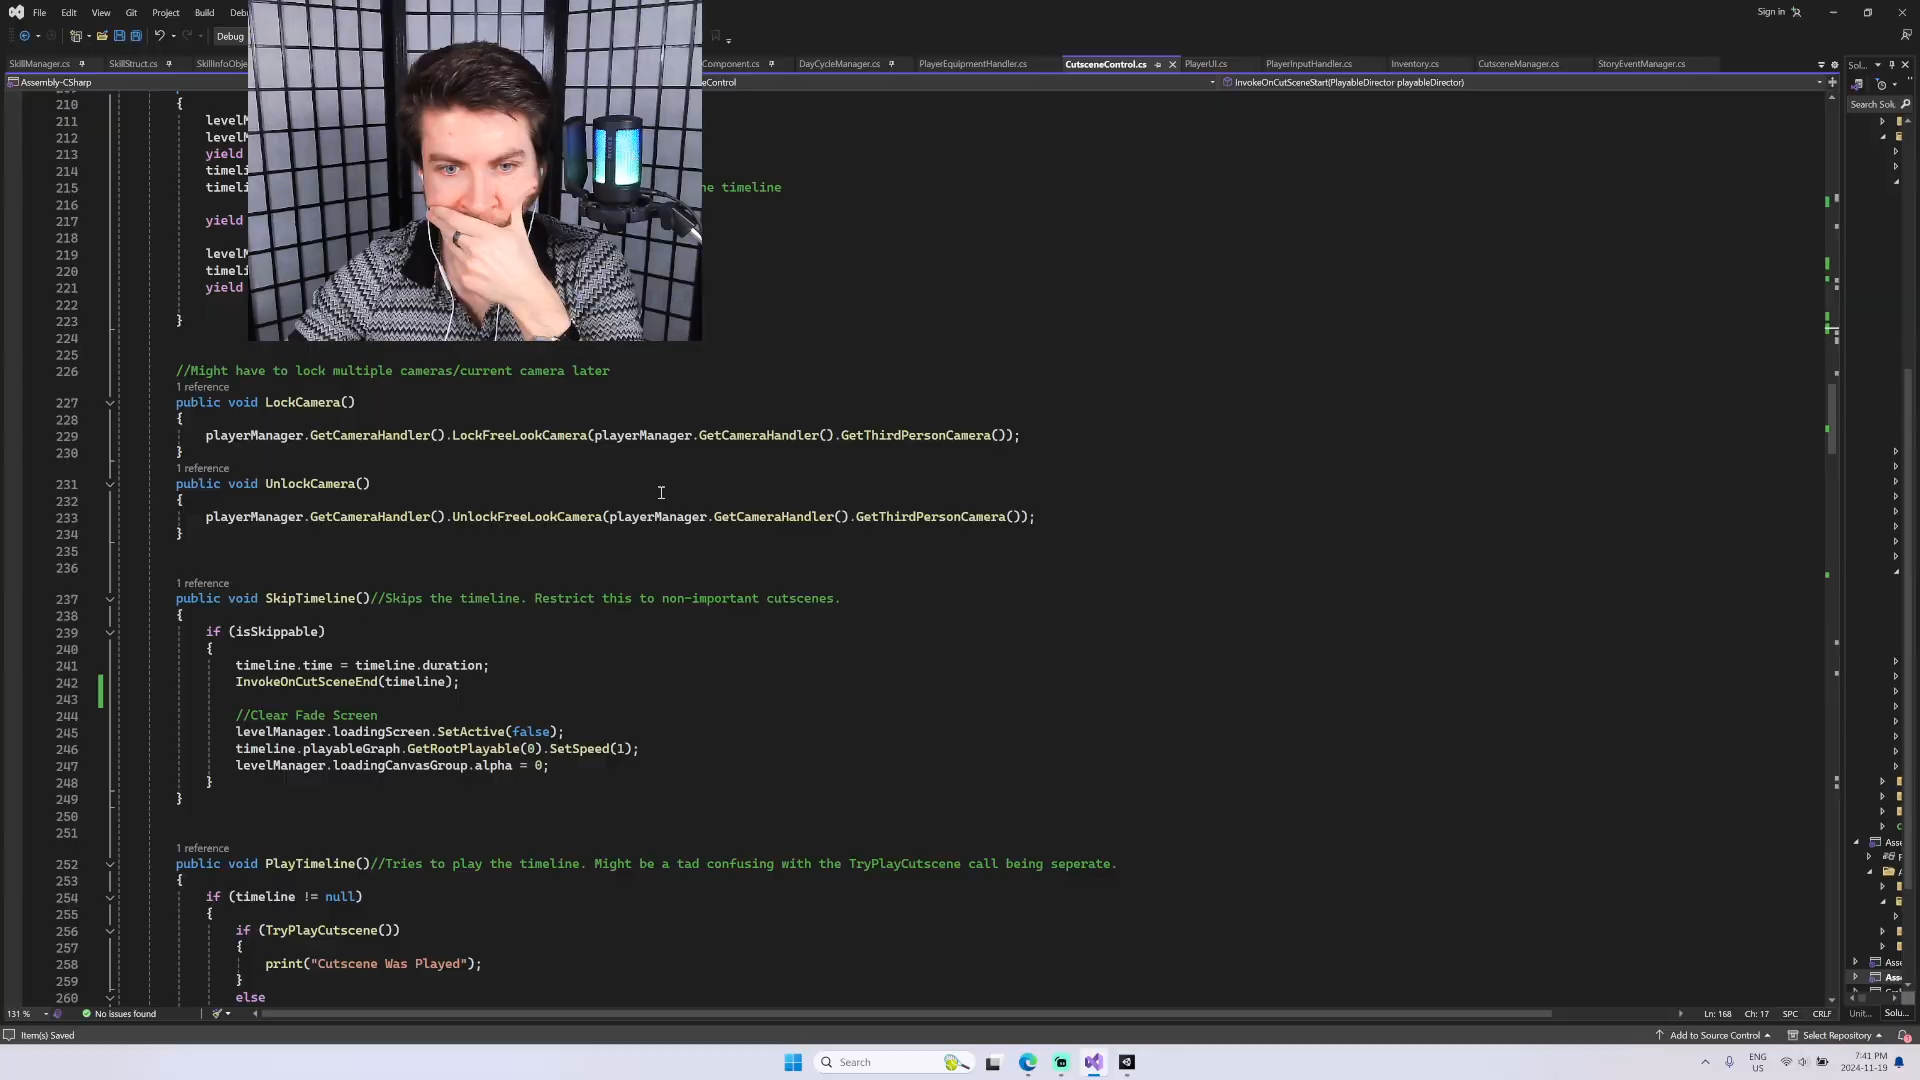 File Edit View Git Project Build Sign in
Debug
SkillManager.cs SkillStruct.cs DayCycleManager.cs PlayerEquipmentHandler.cs CutsceneControl.cs PlayerUI.cs PlayerInputHandler.cs Inventory.cs CutsceneManager.cs StoryEventManager.cs
Assembly-CSharp InvokeOnCutSceneStart(PlayableDirector playableDirector)
210 {
211
212
213 yield
214
215 timeline
216
217 yield
218
219
220
221 yield
222
223 }
224
225
226 //Might have to lock multiple cameras/current camera later
1 reference
227 public void LockCamera()
228 {
229 playerManager.GetCameraHandler().LockFreeLookCamera(playerManager.GetCameraHandler().GetThirdPersonCamera());
230 }
1 reference
231 public void UnlockCamera()
232 {
233 playerManager.GetCameraHandler().UnlockFreeLookCamera(playerManager.GetCameraHandler().GetThirdPersonCamera());
234 }
235
236
1 reference
237 public void SkipTimeline()//Skips the timeline. Restrict this to non-important cutscenes.
238 {
239 if (isSkippable)
240 {
241 timeline.time = timeline.duration;
242 InvokeOnCutSceneEnd(timeline);
243
244 //Clear Fade Screen
245 levelManager.loadingScreen.SetActive(false);
246 timeline.playableGraph.GetRootPlayable(0).SetSpeed(1);
247 levelManager.loadingCanvasGroup.alpha = 0;
248 }
249 }
250
251
1 reference
252 public void PlayTimeline()//Tries to play the timeline. Might be a tad confusing with the TryPlayCutscene call being seperate.
253 {
254 if (timeline != null)
255 {
256 if (TryPlayCutscene())
257 {
258 print("Cutscene Was Played");
259 }
260 else
131 % No issues found Ln: 168 Ch: 17 SPC CRLF
Item(s) Saved Add to Source Control Select Repository
Search ENG US 7:41 PM 2024-11-19